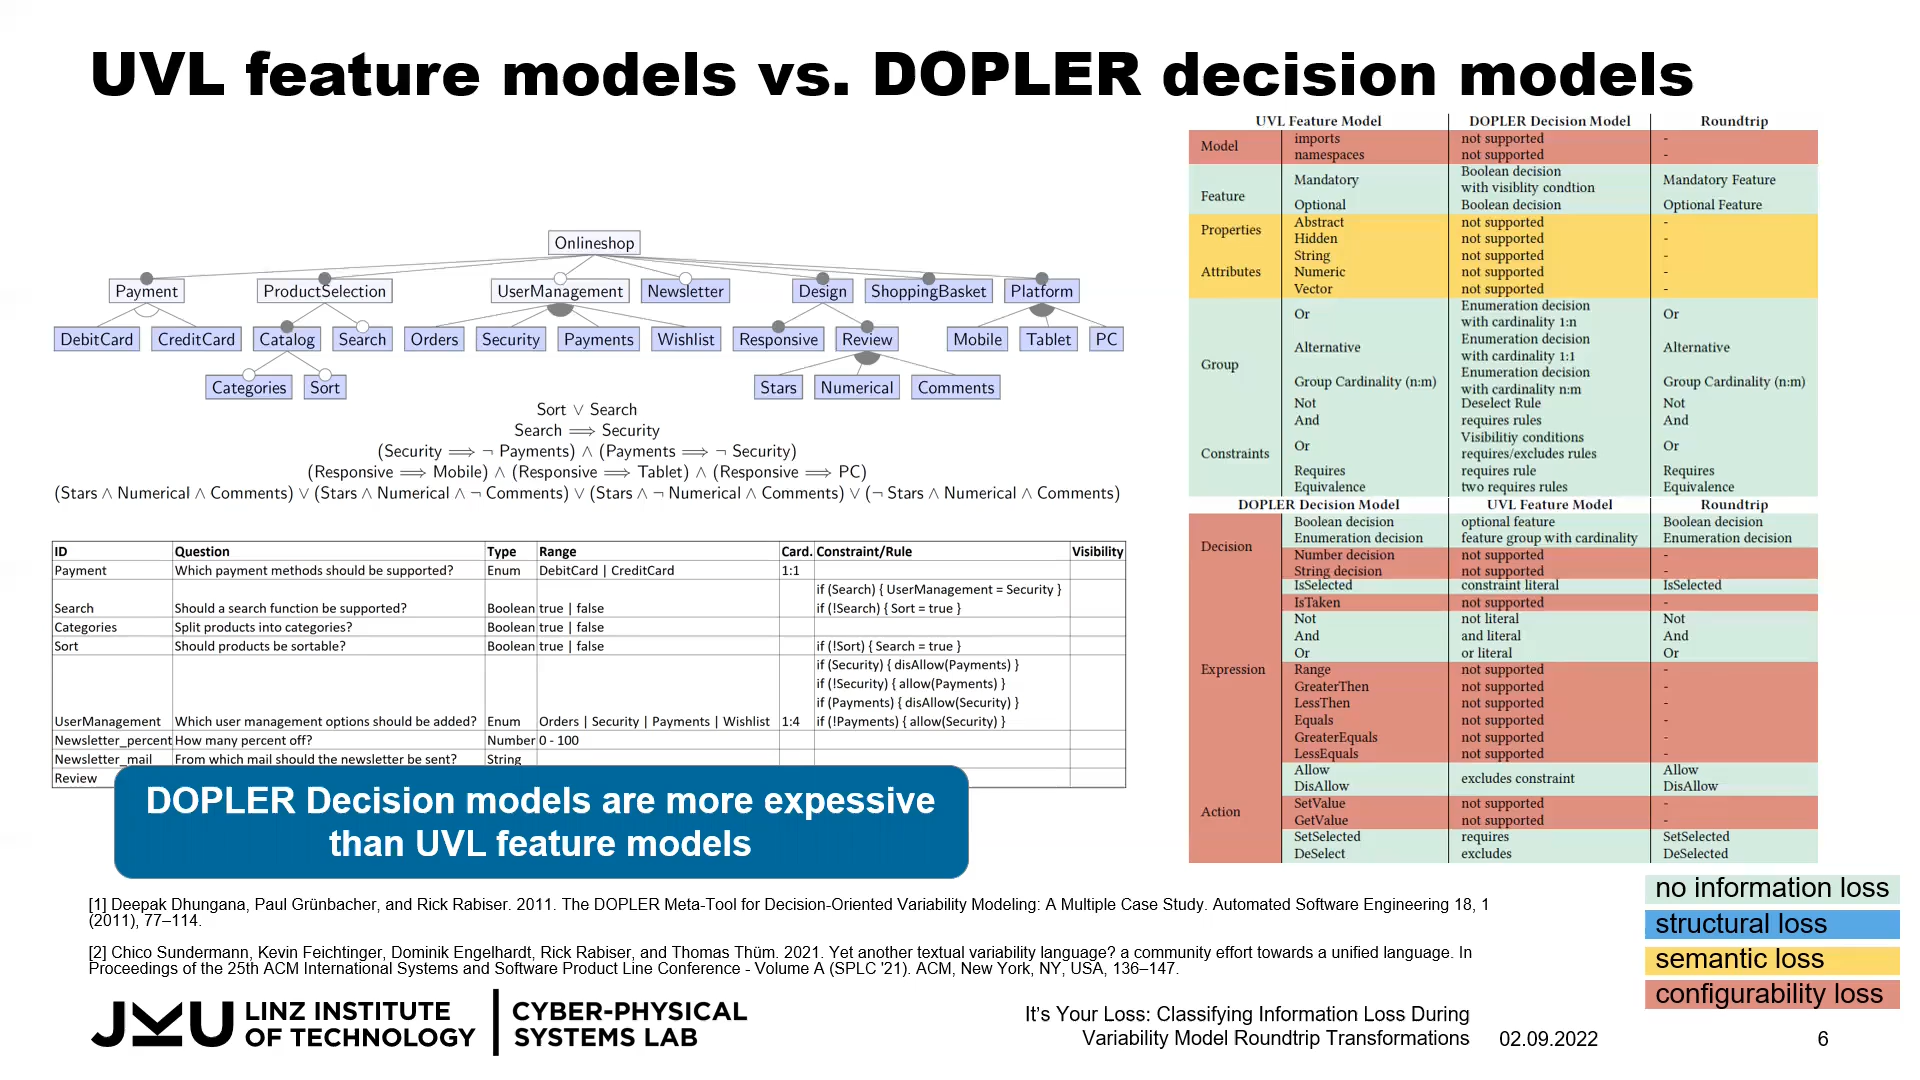 UVL feature models vs. DOPLER decision models
Onlineshop
Payment ProductSelection UserManagement Newsletter Design ShoppingBasket Platform
DebitCard CreditCard Catalog Search Orders Security Payments Wishlist Responsive Review Mobile Tablet PC
Categories Sort Stars Numerical Comments
Sort ∨ Search
Search ⟹ Security
(Security ⟹ ¬ Payments) ∧ (Payments ⟹ ¬ Security)
(Responsive ⟹ Mobile) ∧ (Responsive ⟹ Tablet) ∧ (Responsive ⟹ PC)
(Stars ∧ Numerical ∧ Comments) ∨ (Stars ∧ Numerical ∧ ¬ Comments) ∨ (Stars ∧ ¬ Numerical ∧ Comments) ∨ (¬ Stars ∧ Numerical ∧ Comments)
ID Question Type Range Card. Constraint/Rule Visibility
Payment Which payment methods should be supported? Enum DebitCard | CreditCard 1:1
if (Search) { UserManagement = Security }
Search Should a search function be supported? Boolean true | false if (!Search) { Sort = true }
Categories Split products into categories? Boolean true | false
Sort Should products be sortable? Boolean true | false if (!Sort) { Search = true }
if (Security) { disAllow(Payments) }
if (!Security) { allow(Payments) }
if (Payments) { disAllow(Security) }
UserManagement Which user management options should be added? Enum Orders | Security | Payments | Wishlist 1:4 if (!Payments) { allow(Security) }
Newsletter_percent How many percent off? Number 0 - 100
Newsletter_mail From which mail should the newsletter be sent? String
Review
DOPLER Decision models are more expessive
than UVL feature models
UVL Feature Model DOPLER Decision Model Roundtrip
Model imports not supported -
namespaces not supported -
Feature Mandatory Boolean decision
with visiblity condtion Mandatory Feature
Optional Boolean decision Optional Feature
Properties Abstract not supported -
Hidden not supported -
Attributes String not supported -
Numeric not supported -
Vector not supported -
Group Or Enumeration decision
with cardinality 1:n Or
Alternative Enumeration decision
with cardinality 1:1 Alternative
Group Cardinality (n:m) Enumeration decision
with cardinality n:m Group Cardinality (n:m)
Constraints Not Deselect Rule Not
And requires rules And
Or Visibilitiy conditions
requires/excludes rules Or
Requires requires rule Requires
Equivalence two requires rules Equivalence
DOPLER Decision Model UVL Feature Model Roundtrip
Decision Boolean decision optional feature Boolean decision
Enumeration decision feature group with cardinality Enumeration decision
Number decision not supported -
String decision not supported -
Expression IsSelected constraint literal IsSelected
IsTaken not supported -
Not not literal Not
And and literal And
Or or literal Or
Range not supported -
GreaterThen not supported -
LessThen not supported -
Equals not supported -
GreaterEquals not supported -
LessEquals not supported -
Action Allow excludes constraint Allow
DisAllow DisAllow
SetValue not supported -
GetValue not supported -
SetSelected requires SetSelected
DeSelect excludes DeSelected
no information loss
structural loss
semantic loss
configurability loss
[1] Deepak Dhungana, Paul Grünbacher, and Rick Rabiser. 2011. The DOPLER Meta-Tool for Decision-Oriented Variability Modeling: A Multiple Case Study. Automated Software Engineering 18, 1
(2011), 77–114.
[2] Chico Sundermann, Kevin Feichtinger, Dominik Engelhardt, Rick Rabiser, and Thomas Thüm. 2021. Yet another textual variability language? a community effort towards a unified language. In
Proceedings of the 25th ACM International Systems and Software Product Line Conference - Volume A (SPLC '21). ACM, New York, NY, USA, 136–147.
JKU LINZ INSTITUTE
OF TECHNOLOGY
CYBER-PHYSICAL
SYSTEMS LAB
It's Your Loss: Classifying Information Loss During
Variability Model Roundtrip Transformations
02.09.2022
6